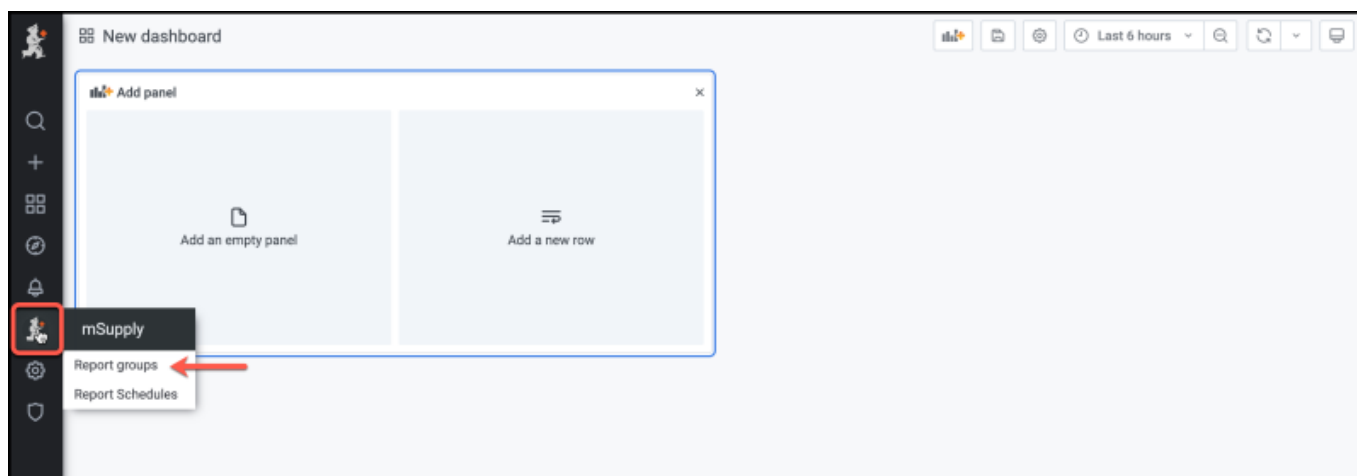 New dashboard
Last 6 hours
Add panel
Add an empty panel
Add a new row
mSupply
Report groups
Report Schedules